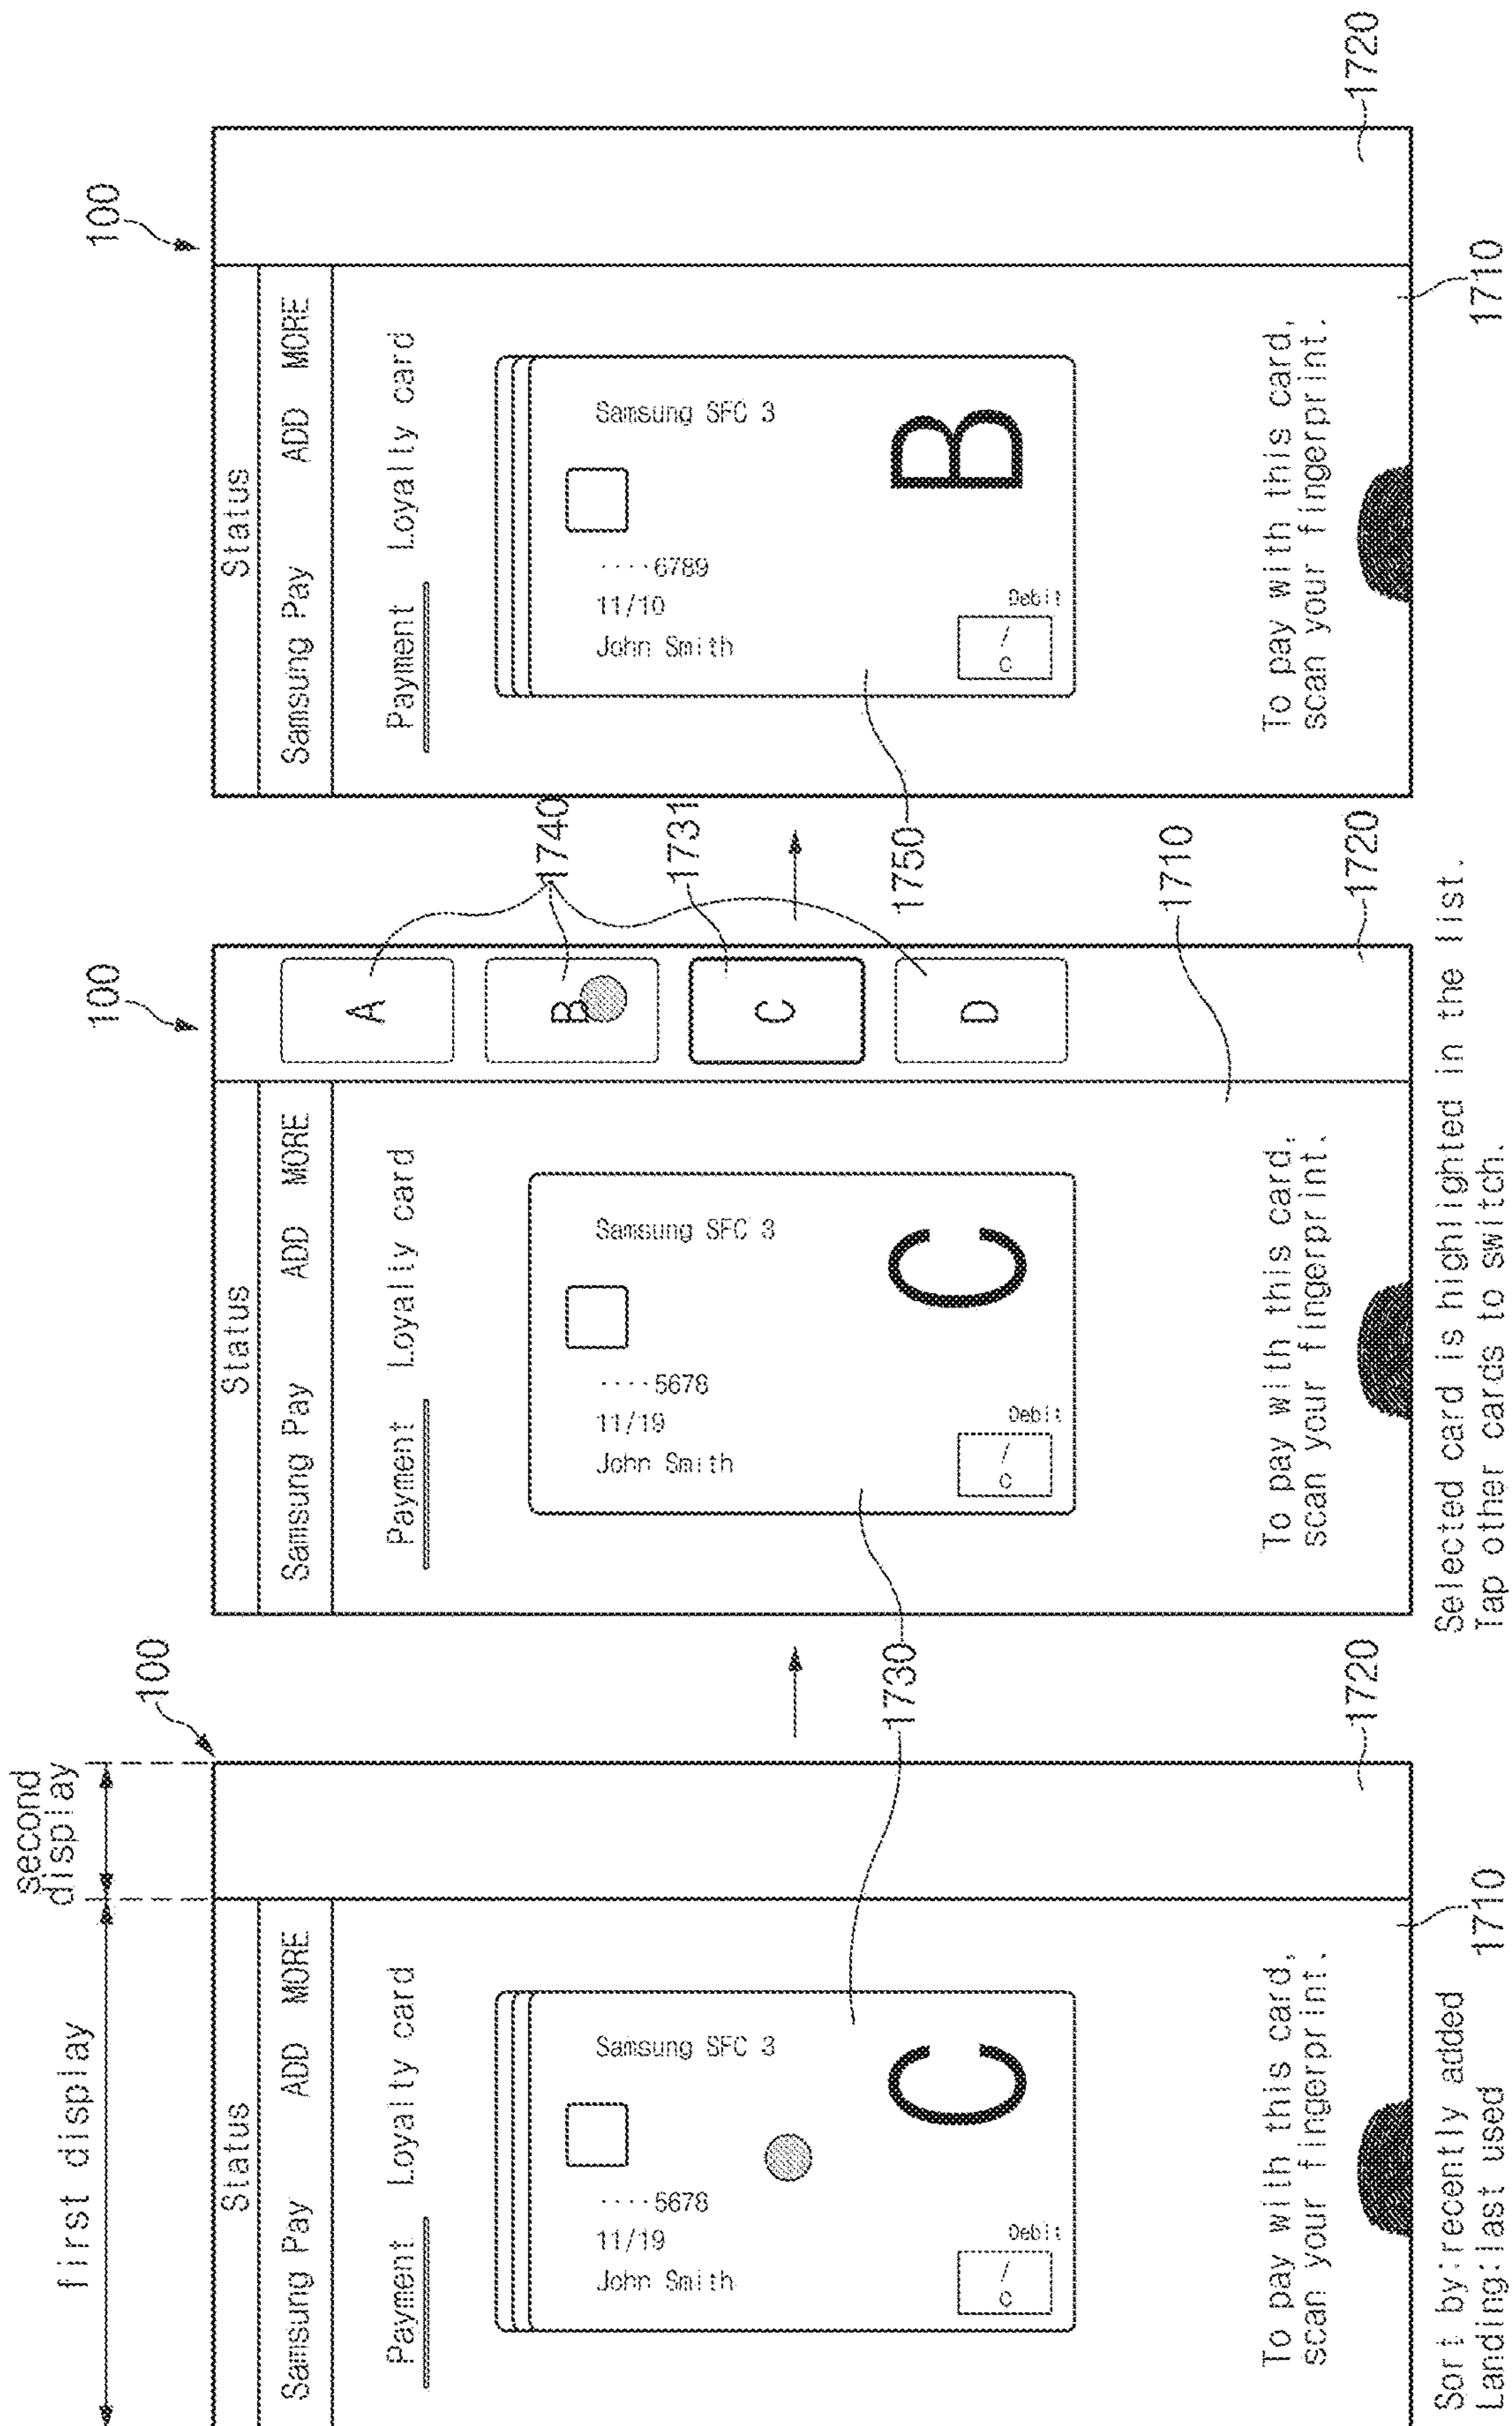 first display
second
display
100
Status
Samsung Pay ADD MORE
Payment Loyalty card
Samsung SFC 3
····5678
11/19
John Smith
C
Debit
/
c
To pay with this card,
scan your fingerprint.
1730
1720
1710
Sort by:recently added
Landing:last used
100
Status
Samsung Pay ADD MORE
Payment Loyalty card
Samsung SFC 3
····5678
11/19
John Smith
C
Debit
/
c
To pay with this card,
scan your fingerprint.
A
B
C
D
1740
1731
1710
1720
Selected card is highlighted in the list.
Tap other cards to switch.
100
Status
Samsung Pay ADD MORE
Payment Loyalty card
Samsung SFC 3
····6789
11/10
John Smith
B
Debit
/
c
To pay with this card,
scan your fingerprint.
1750
1720
1710